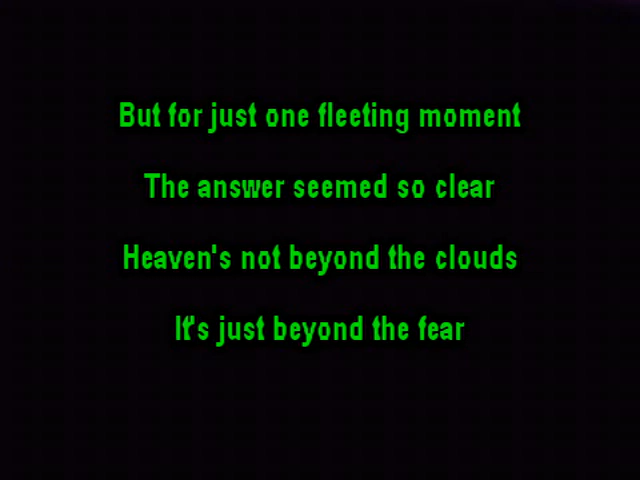 But for just one fleeting moment
The answer seemed so clear
Heaven's not beyond the clouds
It's just beyond the fear